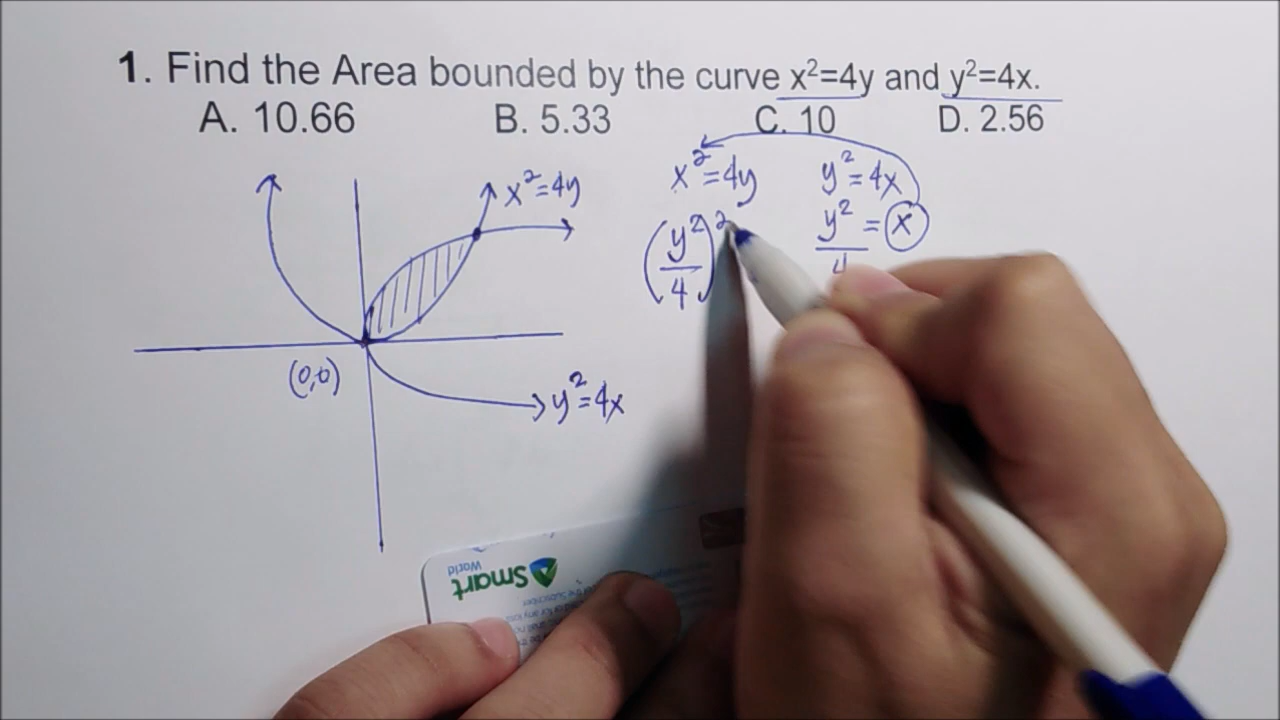 1. Find the Area bounded by the curve x²=4y and y²=4x.
A. 10.66 B. 5.33 C. 10 D. 2.56
x²=4y
(0,0)
y²=4x
x²=4y y²=4x
(y²/4)² y²/4 = x
Smart
World